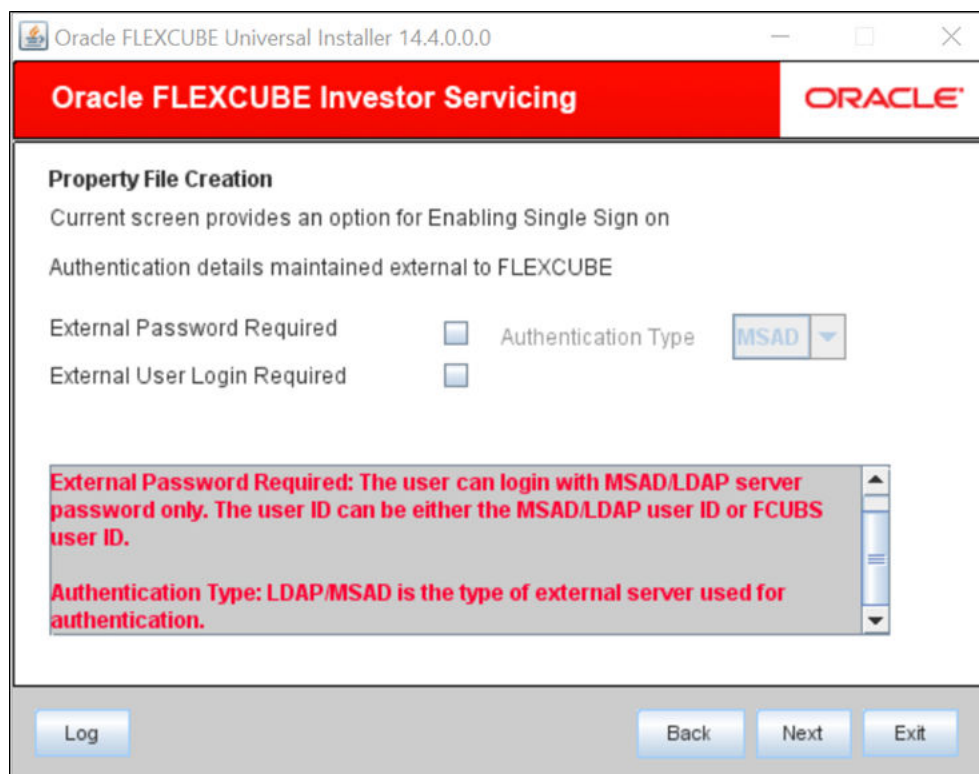 Oracle FLEXCUBE Universal Installer 14.4.0.0.0
Oracle FLEXCUBE Investor Servicing
ORACLE
Property File Creation
Current screen provides an option for Enabling Single Sign on
Authentication details maintained external to FLEXCUBE
External Password Required
Authentication Type
MSAD
External User Login Required
External Password Required: The user can login with MSAD/LDAP server
password only. The user ID can be either the MSAD/LDAP user ID or FCUBS
user ID.
Authentication Type: LDAP/MSAD is the type of external server used for
authentication.
Log
Back
Next
Exit